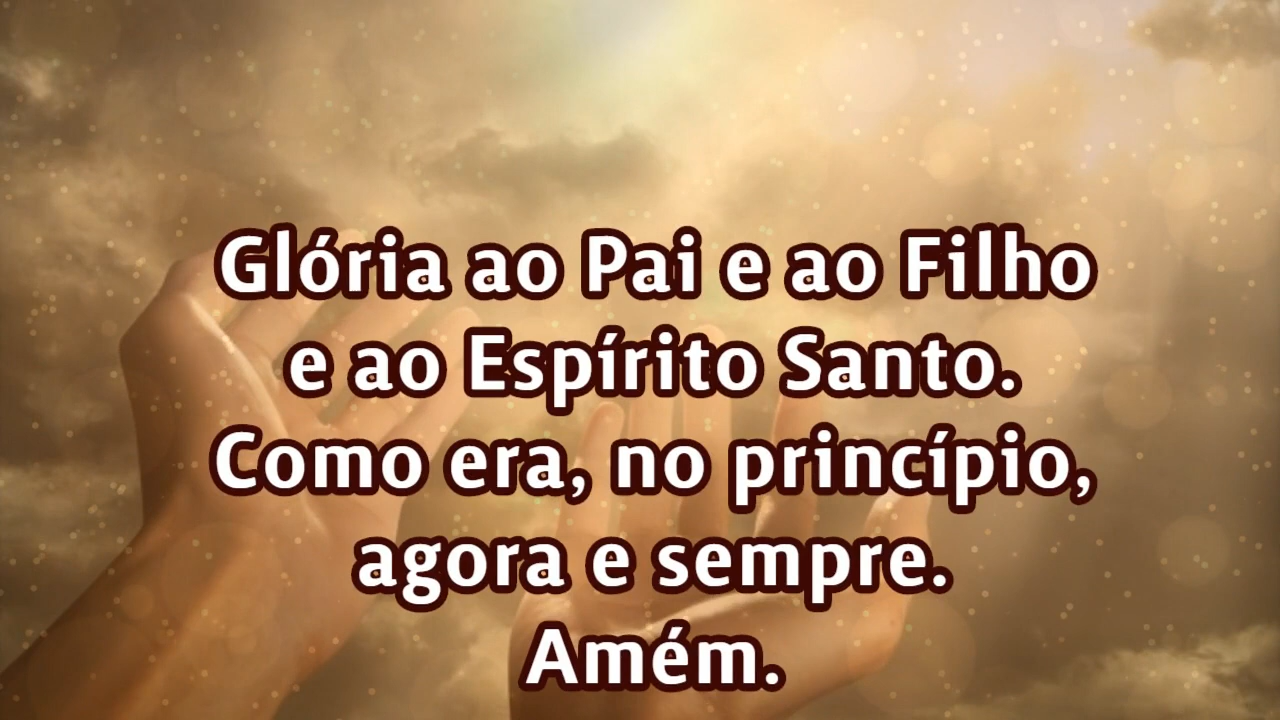 Glória ao Pai e ao Filho
e ao Espírito Santo.
Como era, no princípio,
agora e sempre.
Amém.